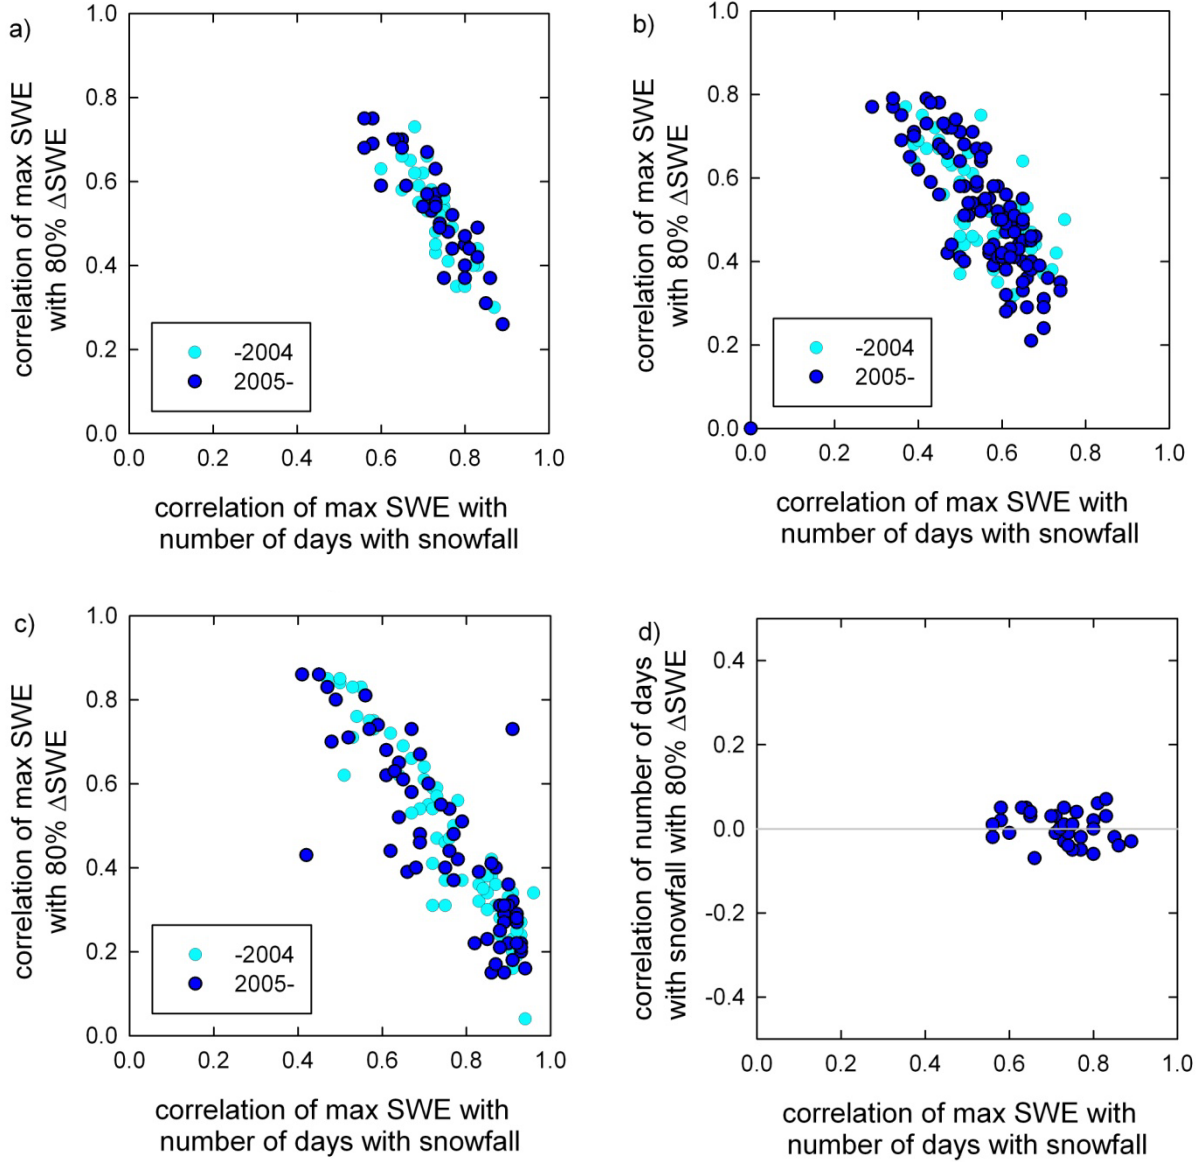 a)
correlation of max SWE
with 80% ΔSWE
1.0
0.8
0.6
0.4
0.2
0.0
-2004
2005-
0.0 0.2 0.4 0.6 0.8 1.0
correlation of max SWE with
number of days with snowfall
b)
correlation of max SWE
with 80% ΔSWE
1.0
0.8
0.6
0.4
0.2
0.0
-2004
2005-
0.0 0.2 0.4 0.6 0.8 1.0
correlation of max SWE with
number of days with snowfall
c)
correlation of max SWE
with 80% ΔSWE
1.0
0.8
0.6
0.4
0.2
0.0
-2004
2005-
0.0 0.2 0.4 0.6 0.8 1.0
correlation of max SWE with
number of days with snowfall
d)
correlation of number of days
with snowfall with 80% ΔSWE
0.4
0.2
0.0
-0.2
-0.4
0.0 0.2 0.4 0.6 0.8 1.0
correlation of max SWE with
number of days with snowfall